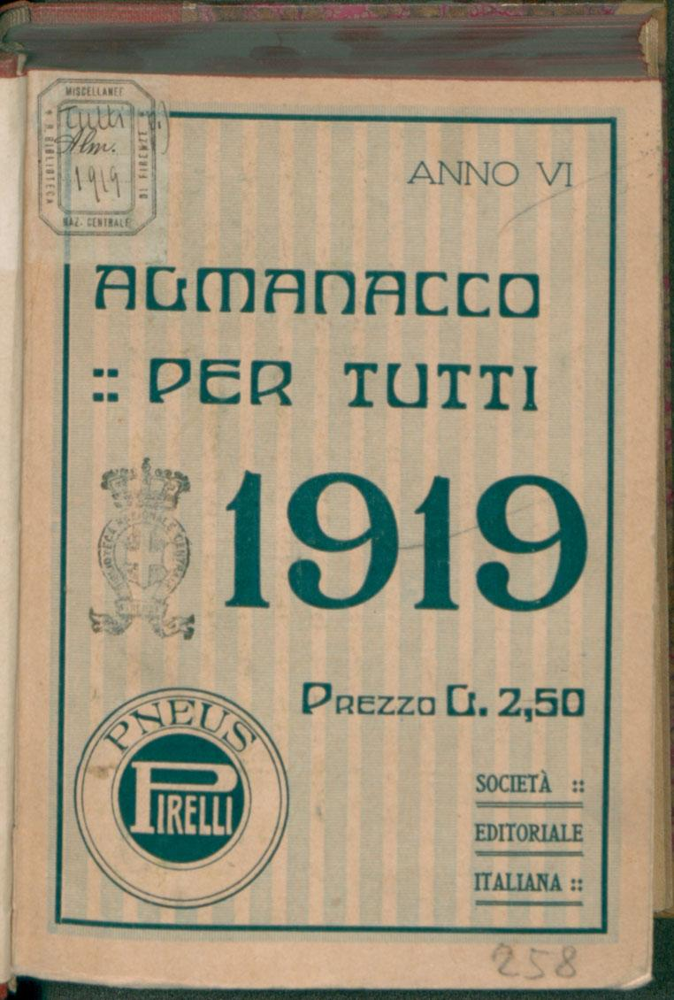 MISCELLANEE
R. BIBLIOTECA
Tutti (p.)
Alm.
1919
DI FIRENZE
NAZ. CENTRALE
ANNO VI
ALMANACCO
:: PER TUTTI
1919
BIBLIOTECA NAZIONALE CENTRALE
PREZZO L. 2,50
PNEUS
PIRELLI
SOCIETÀ ::
EDITORIALE
ITALIANA ::
258